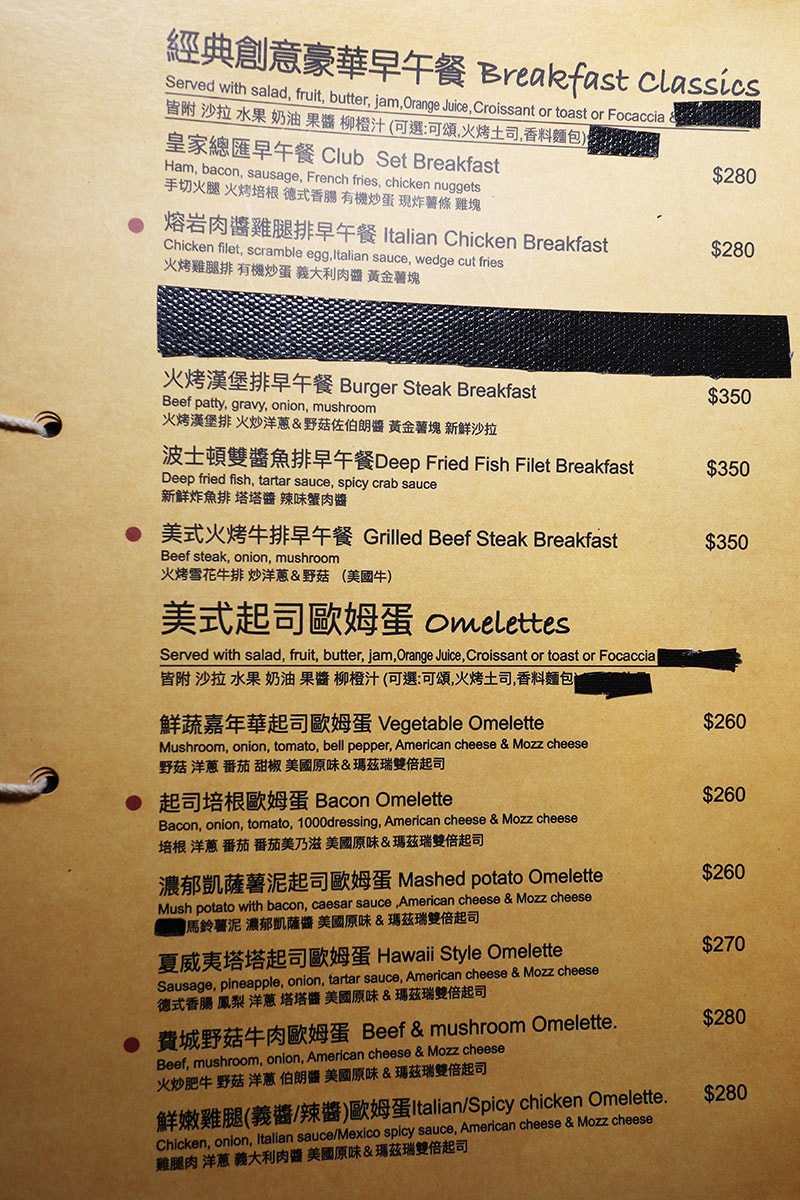 經典創意豪華早午餐 Breakfast Classics
Served with salad, fruit, butter, jam,Orange Juice,Croissant or toast or Focaccia &
皆附 沙拉 水果 奶油 果醬 柳橙汁 (可選:可頌,火烤土司,香料麵包)
皇家總匯早午餐 Club Set Breakfast $280
Ham, bacon, sausage, French fries, chicken nuggets
手切火腿 火烤培根 德式香腸 有機炒蛋 現炸薯條 雞塊
熔岩肉醬雞腿排早午餐 Italian Chicken Breakfast $280
Chicken filet, scramble egg,Italian sauce, wedge cut fries
火烤雞腿排 有機炒蛋 義大利肉醬 黃金薯塊
火烤漢堡排早午餐 Burger Steak Breakfast $350
Beef patty, gravy, onion, mushroom
火烤漢堡排 火炒洋蔥&野菇佐伯朗醬 黃金薯塊 新鮮沙拉
波士頓雙醬魚排早午餐Deep Fried Fish Filet Breakfast $350
Deep fried fish, tartar sauce, spicy crab sauce
新鮮炸魚排 塔塔醬 辣味蟹肉醬
美式火烤牛排早午餐 Grilled Beef Steak Breakfast $350
Beef steak, onion, mushroom
火烤雪花牛排 炒洋蔥&野菇 (美國牛)
美式起司歐姆蛋 Omelettes
Served with salad, fruit, butter, jam,Orange Juice,Croissant or toast or Focaccia
皆附 沙拉 水果 奶油 果醬 柳橙汁 (可選:可頌,火烤土司,香料麵包
鮮蔬嘉年華起司歐姆蛋 Vegetable Omelette $260
Mushroom, onion, tomato, bell pepper, American cheese & Mozz cheese
野菇 洋蔥 番茄 甜椒 美國原味&瑪茲瑞雙倍起司
起司培根歐姆蛋 Bacon Omelette $260
Bacon, onion, tomato, 1000dressing, American cheese & Mozz cheese
培根 洋蔥 番茄 番茄美乃滋 美國原味&瑪茲瑞雙倍起司
濃郁凱薩薯泥起司歐姆蛋 Mashed potato Omelette $260
Mush potato with bacon, caesar sauce ,American cheese & Mozz cheese
馬鈴薯泥 濃郁凱薩醬 美國原味 & 瑪茲瑞雙倍起司
夏威夷塔塔起司歐姆蛋 Hawaii Style Omelette $270
Sausage, pineapple, onion, tartar sauce, American cheese & Mozz cheese
德式香腸 鳳梨 洋蔥 塔塔醬 美國原味 & 瑪茲瑞雙倍起司
費城野菇牛肉歐姆蛋 Beef & mushroom Omelette. $280
Beef, mushroom, onion, American cheese & Mozz cheese
火炒肥牛 野菇 洋蔥 伯朗醬 美國原味 & 瑪茲瑞雙倍起司
鮮嫩雞腿(義醬/辣醬)歐姆蛋Italian/Spicy chicken Omelette. $280
Chicken, onion, Italian sauce/Mexico spicy sauce, American cheese & Mozz cheese
雞腿肉 洋蔥 義大利肉醬 美國原味&瑪茲瑞雙倍起司